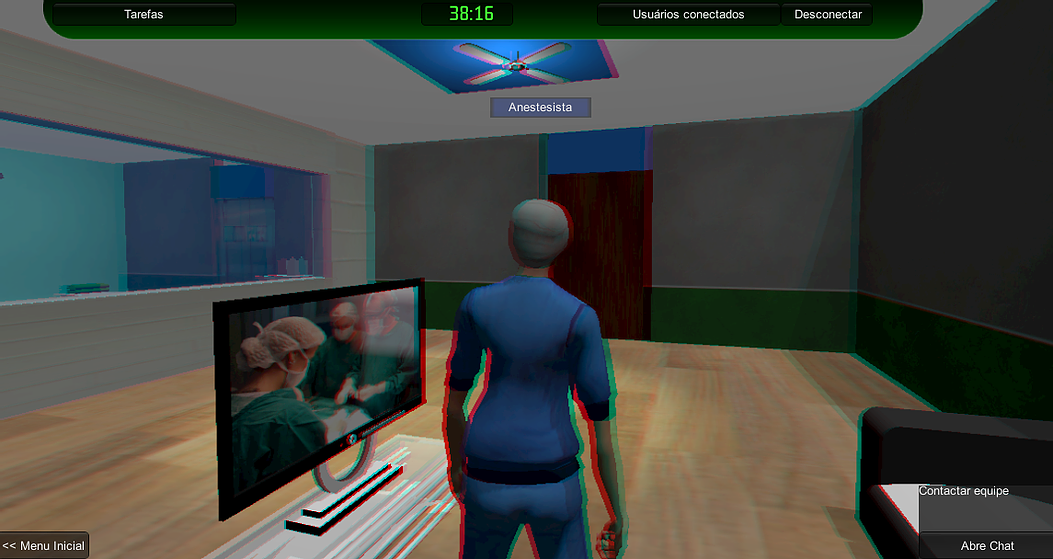 Tarefas
38:16
Usuários conectados
Desconectar
Anestesista
Contactar equipe
<< Menu Inicial
Abre Chat